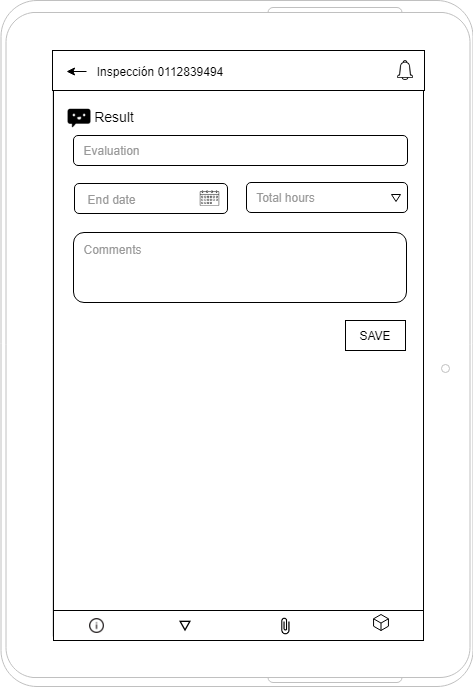 Inspección 0112839494
Result
Evaluation
End date
Total hours
Comments
SAVE